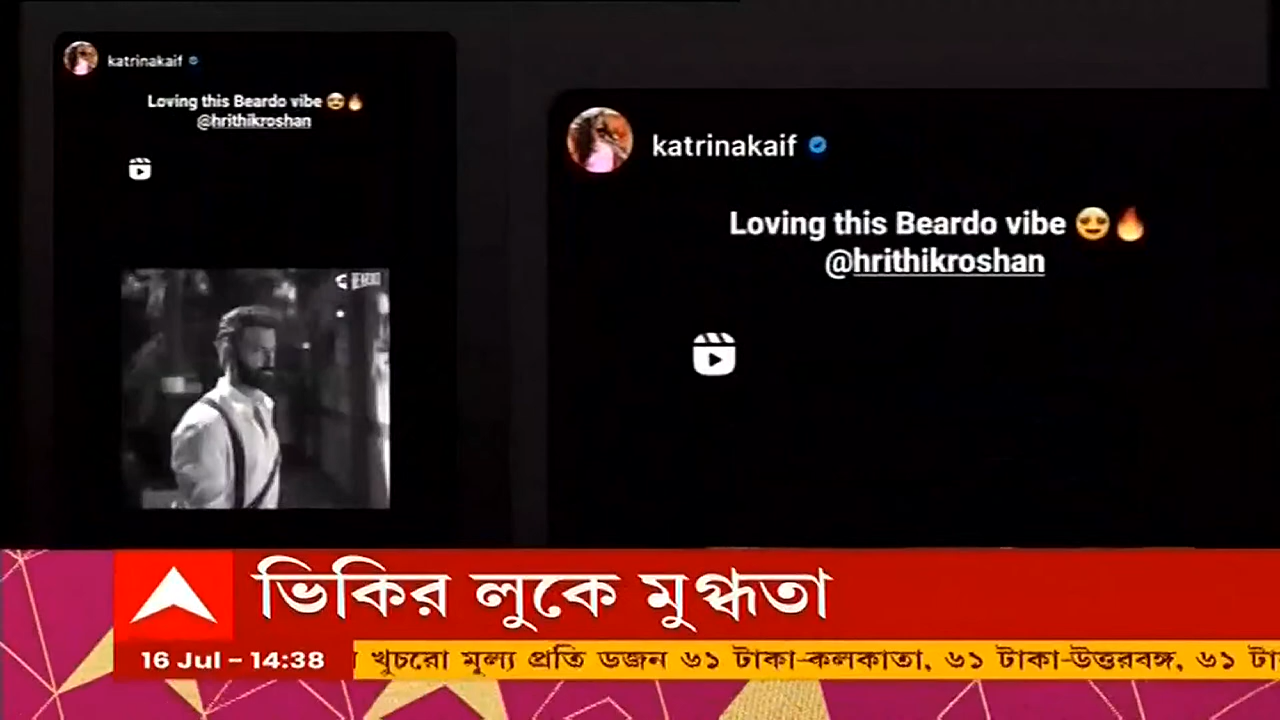 katrinakaif
Loving this Beardo vibe 😍🔥
@hrithikroshan
BEARDO
katrinakaif
Loving this Beardo vibe 😍🔥
@hrithikroshan
ভিকির লুকে মুগ্ধতা
16 Jul - 14:38
খুচরো মূল্য প্রতি ডজন ৬১ টাকা-কলকাতা, ৬১ টাকা-উত্তরবঙ্গ, ৬১